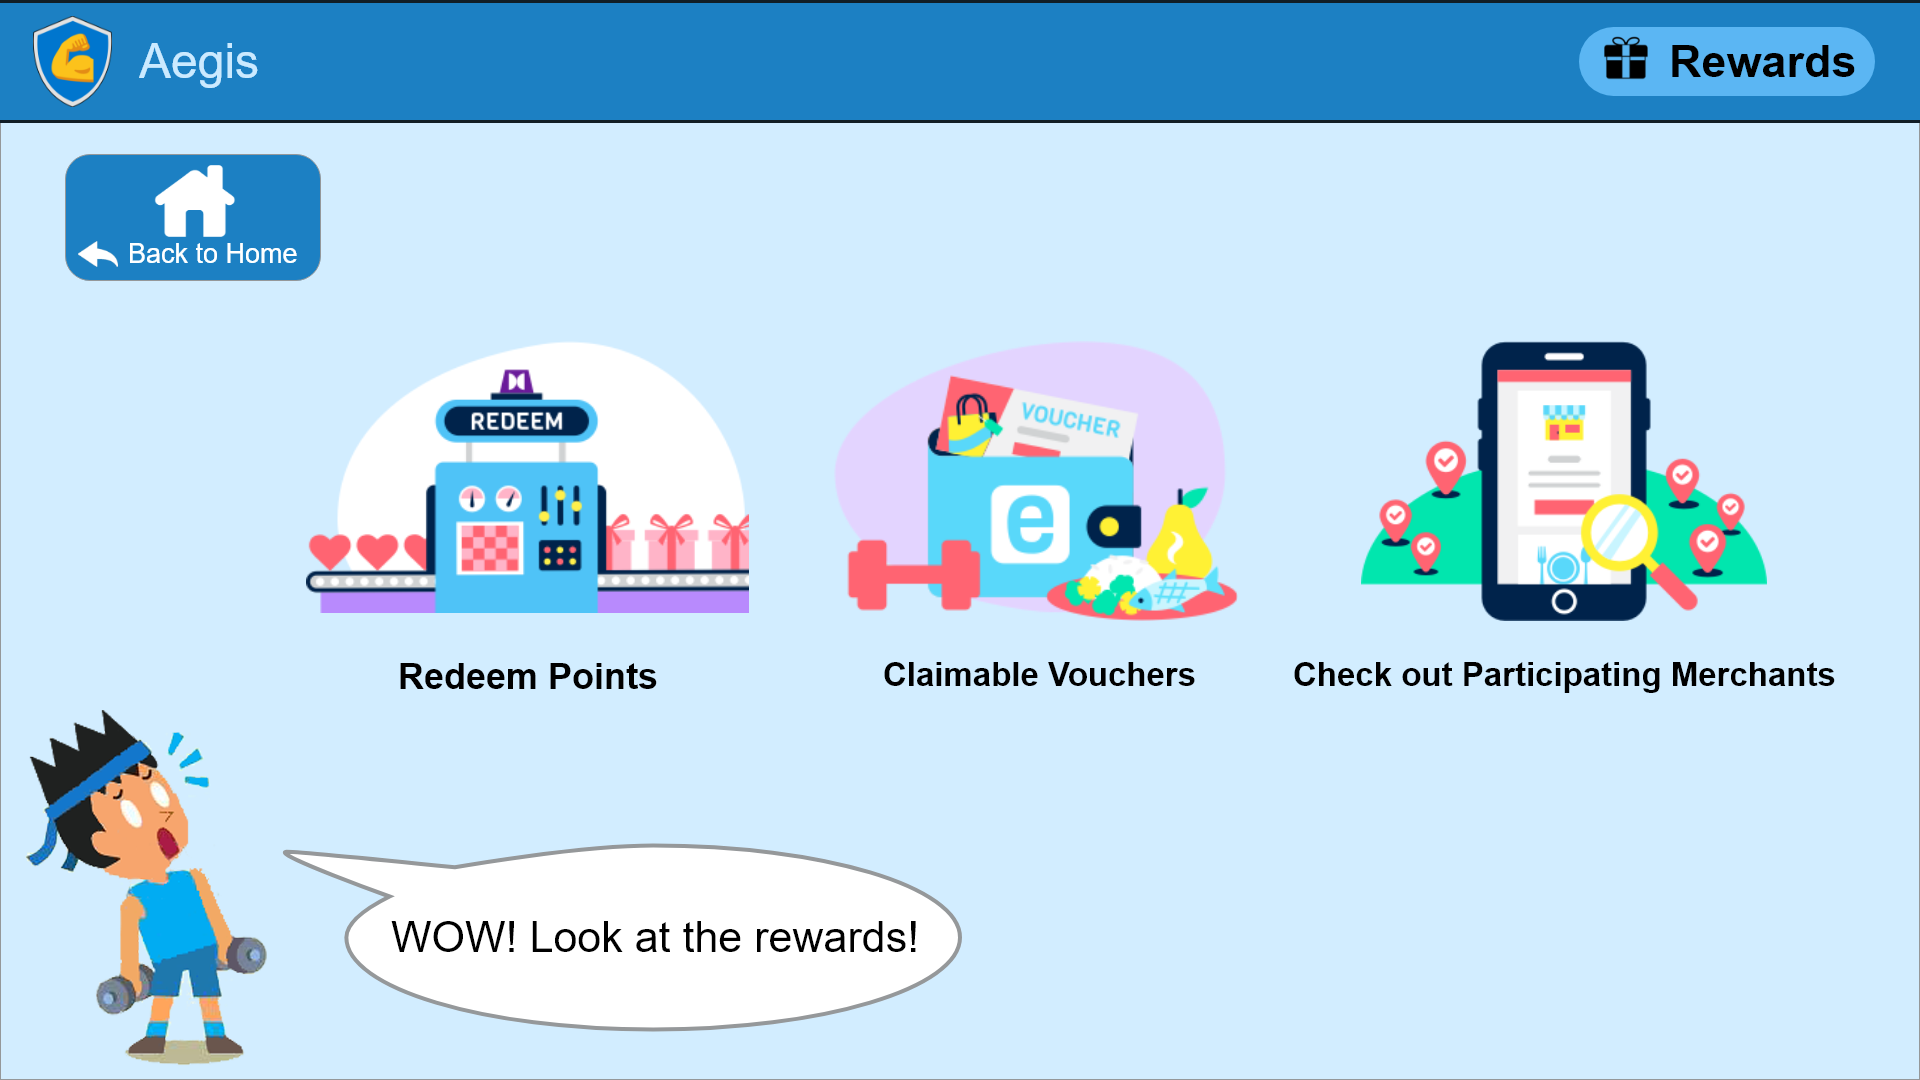 Aegis
Rewards
Back to Home
REDEEM
VOUCHER
e
Redeem Points
Claimable Vouchers
Check out Participating Merchants
WOW! Look at the rewards!